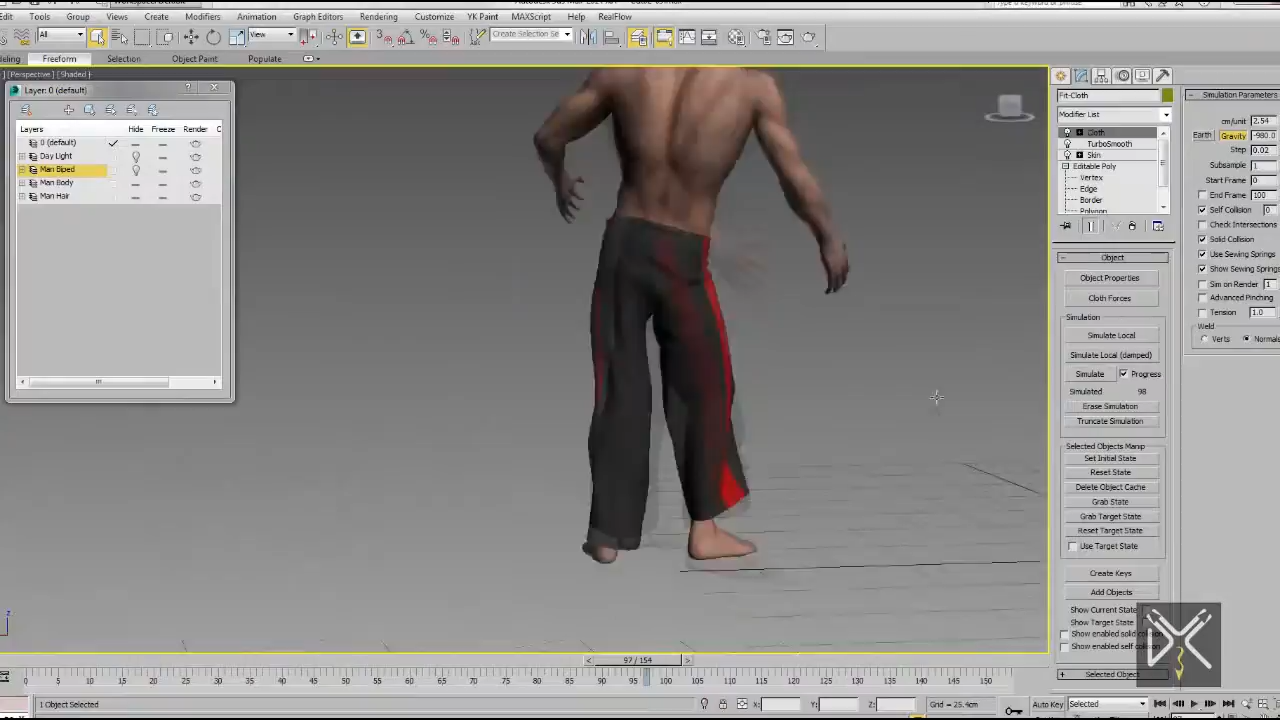 Edit Tools Group Views Create Modifiers Animation Graph Editors Rendering Customize YK Paint MAXScript Help RealFlow
All View Create Selection Se
Freeform Selection Object Paint Populate
[Perspective] [Shaded]
Layer: 0 (default) ?
Layers Hide Freeze Render
0 (default)
Day Light
Man Biped
Man Body
Man Hair
Fit-Cloth
Modifier List
Cloth
TurboSmooth
Skin
Editable Poly
Vertex
Edge
Border
Polygon
Object
Object Properties
Cloth Forces
Simulation
Simulate Local
Simulate Local (damped)
Simulate Progress
Simulated 98
Erase Simulation
Truncate Simulation
Selected Objects Manip
Set Initial State
Reset State
Delete Object Cache
Grab State
Grab Target State
Reset Target State
Use Target State
Create Keys
Add Objects
Show Current State
Show Target State
Show enabled solid collision
Show enabled self collision
Selected Object
Simulation Parameters
cm/unit 2.54
Earth Gravity -980.0
Step 0.02
Subsample 1
Start Frame 0
End Frame 100
Self Collision 0
Check Intersections
Solid Collision
Use Sewing Springs
Show Sewing Springs
Sim on Render 1
Advanced Pinching
Tension 1.0
Weld
Verts Normals
DX
z
97 / 154
5 10 15 20 25 30 35 40 45 50 55 60 65 70 75 80 85 90 95 100 105 110 115 120 125 130 135 140 145 150
1 Object Selected X: Y: Z: Grid = 25.4cm Auto Key Selected